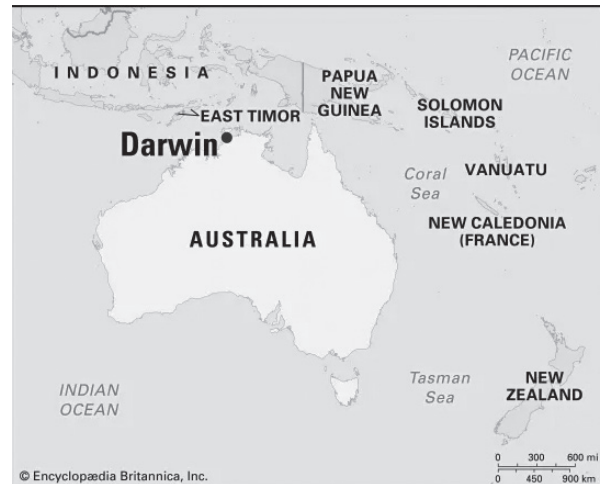 PACIFIC
OCEAN
INDONESIA
PAPUA
NEW
GUINEA
EAST TIMOR
SOLOMON
ISLANDS
Darwin
Coral
Sea
VANUATU
NEW CALEDONIA
(FRANCE)
AUSTRALIA
INDIAN
OCEAN
Tasman
Sea
NEW
ZEALAND
0 300 600 mi
0 450 900 km
© Encyclopædia Britannica, Inc.